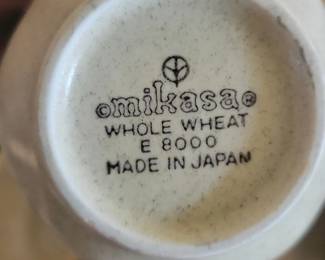 ©mikasa®
WHOLE WHEAT
E 8000
MADE IN JAPAN